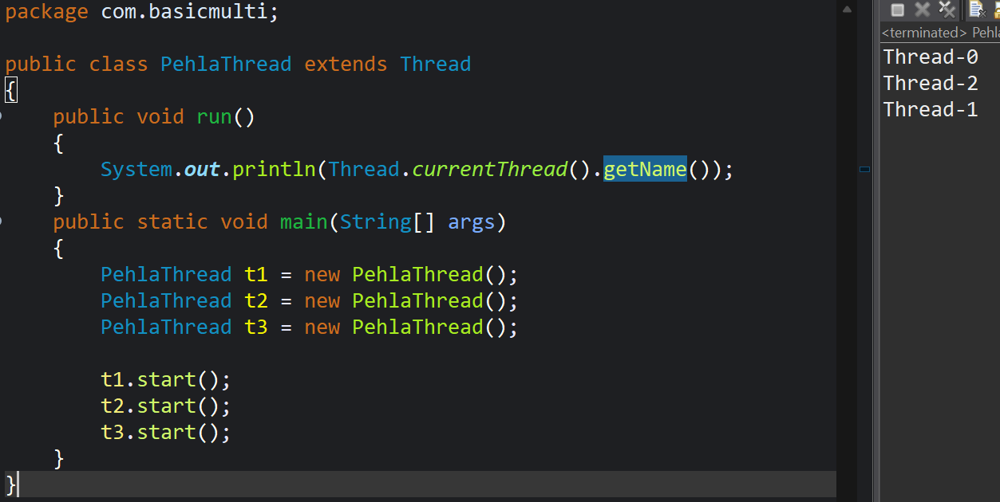 package com.basicmulti;
public class PehlaThread extends Thread
{
public void run()
{
System.out.println(Thread.currentThread().getName());
}
public static void main(String[] args)
{
PehlaThread t1 = new PehlaThread();
PehlaThread t2 = new PehlaThread();
PehlaThread t3 = new PehlaThread();
t1.start();
t2.start();
t3.start();
}
}
<terminated> Pehla
Thread-0
Thread-2
Thread-1